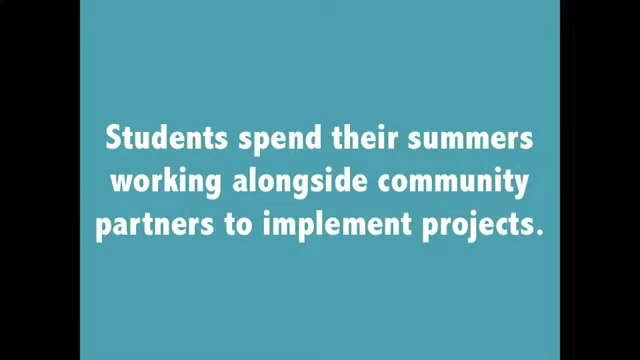 Students spend their summers
working alongside community
partners to implement projects.